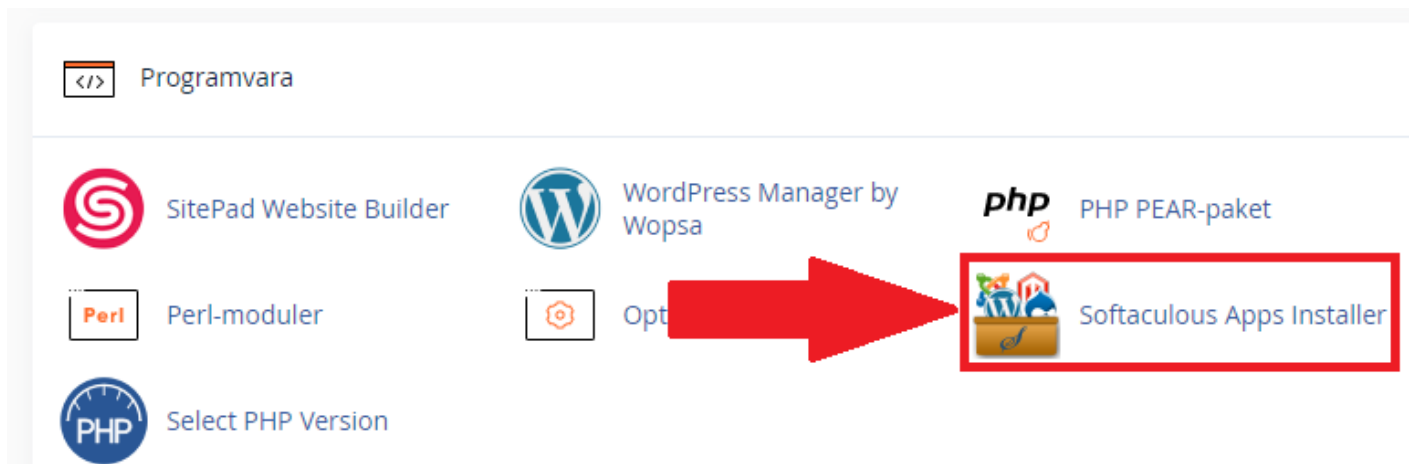 </> Programvara
SitePad Website Builder
WordPress Manager by
Wopsa
php PHP PEAR-paket
Perl Perl-moduler
Softaculous Apps Installer
PHP Select PHP Version